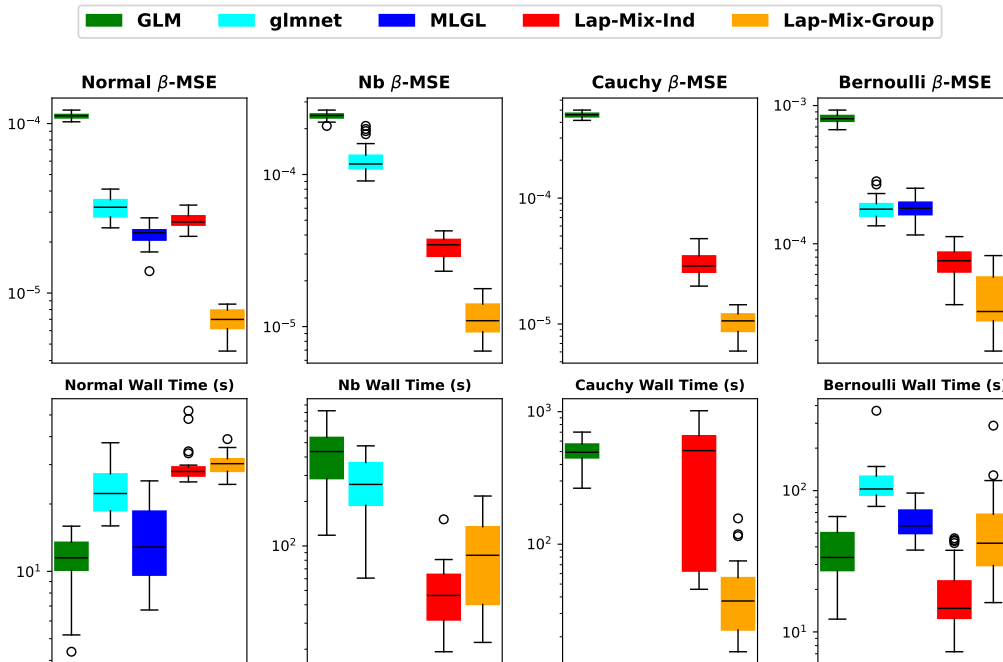 GLM glmnet MLGL Lap-Mix-Ind Lap-Mix-Group
Normal β-MSE Nb β-MSE Cauchy β-MSE Bernoulli β-MSE
10⁻⁴ 10⁻⁴ 10⁻⁴ 10⁻³
10⁻⁵ 10⁻⁵ 10⁻⁵ 10⁻⁴
Normal Wall Time (s) Nb Wall Time (s) Cauchy Wall Time (s) Bernoulli Wall Time (s)
10¹ 10² 10³ 10²
10² 10¹